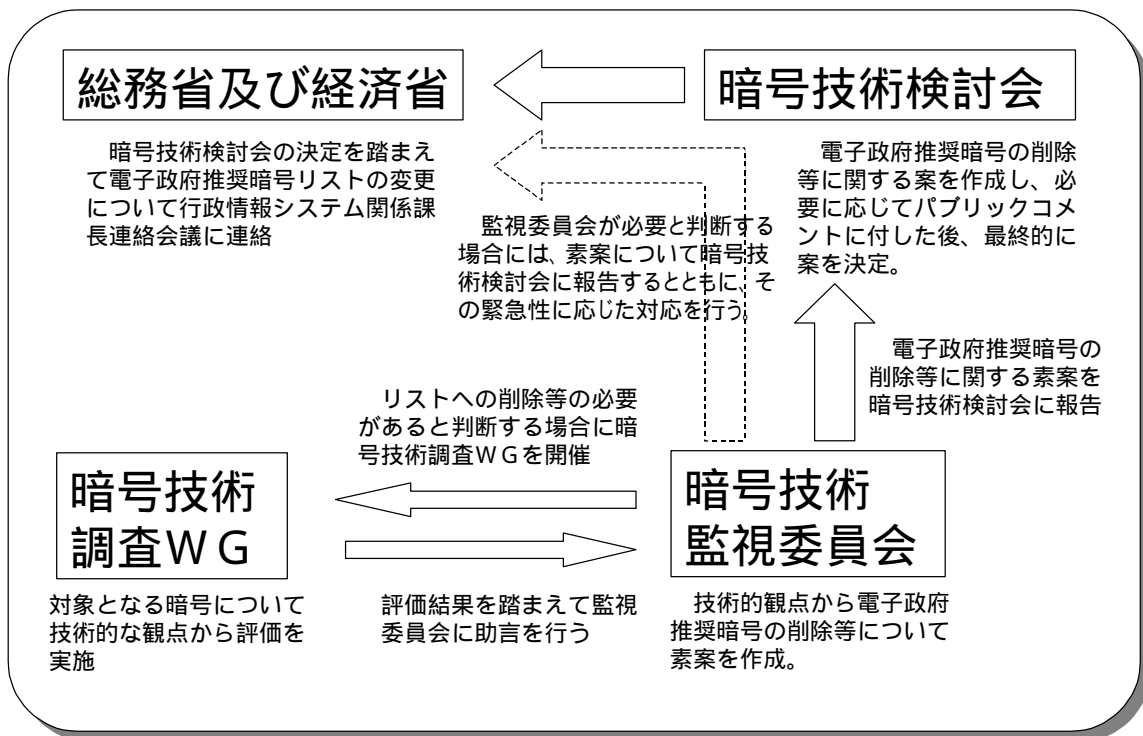 総務省及び経済省
暗号技術検討会
暗号技術検討会の決定を踏まえ
て電子政府推奨暗号リストの変更
について行政情報システム関係課
長連絡会議に連絡
電子政府推奨暗号の削除
等に関する案を作成し、必
要に応じてパブリックコメ
ントに付した後、最終的に
案を決定。
監視委員会が必要と判断する
場合には、素案について暗号技
術検討会に報告するとともに、そ
の緊急性に応じた対応を行う。
電子政府推奨暗号の
削除等に関する素案を
暗号技術検討会に報告
リストへの削除等の必要
があると判断する場合に暗
号技術調査WGを開催
暗号技術
調査WG
暗号技術
監視委員会
対象となる暗号について
技術的な観点から評価を
実施
評価結果を踏まえて監視
委員会に助言を行う
技術的観点から電子政府
推奨暗号の削除等について
素案を作成。